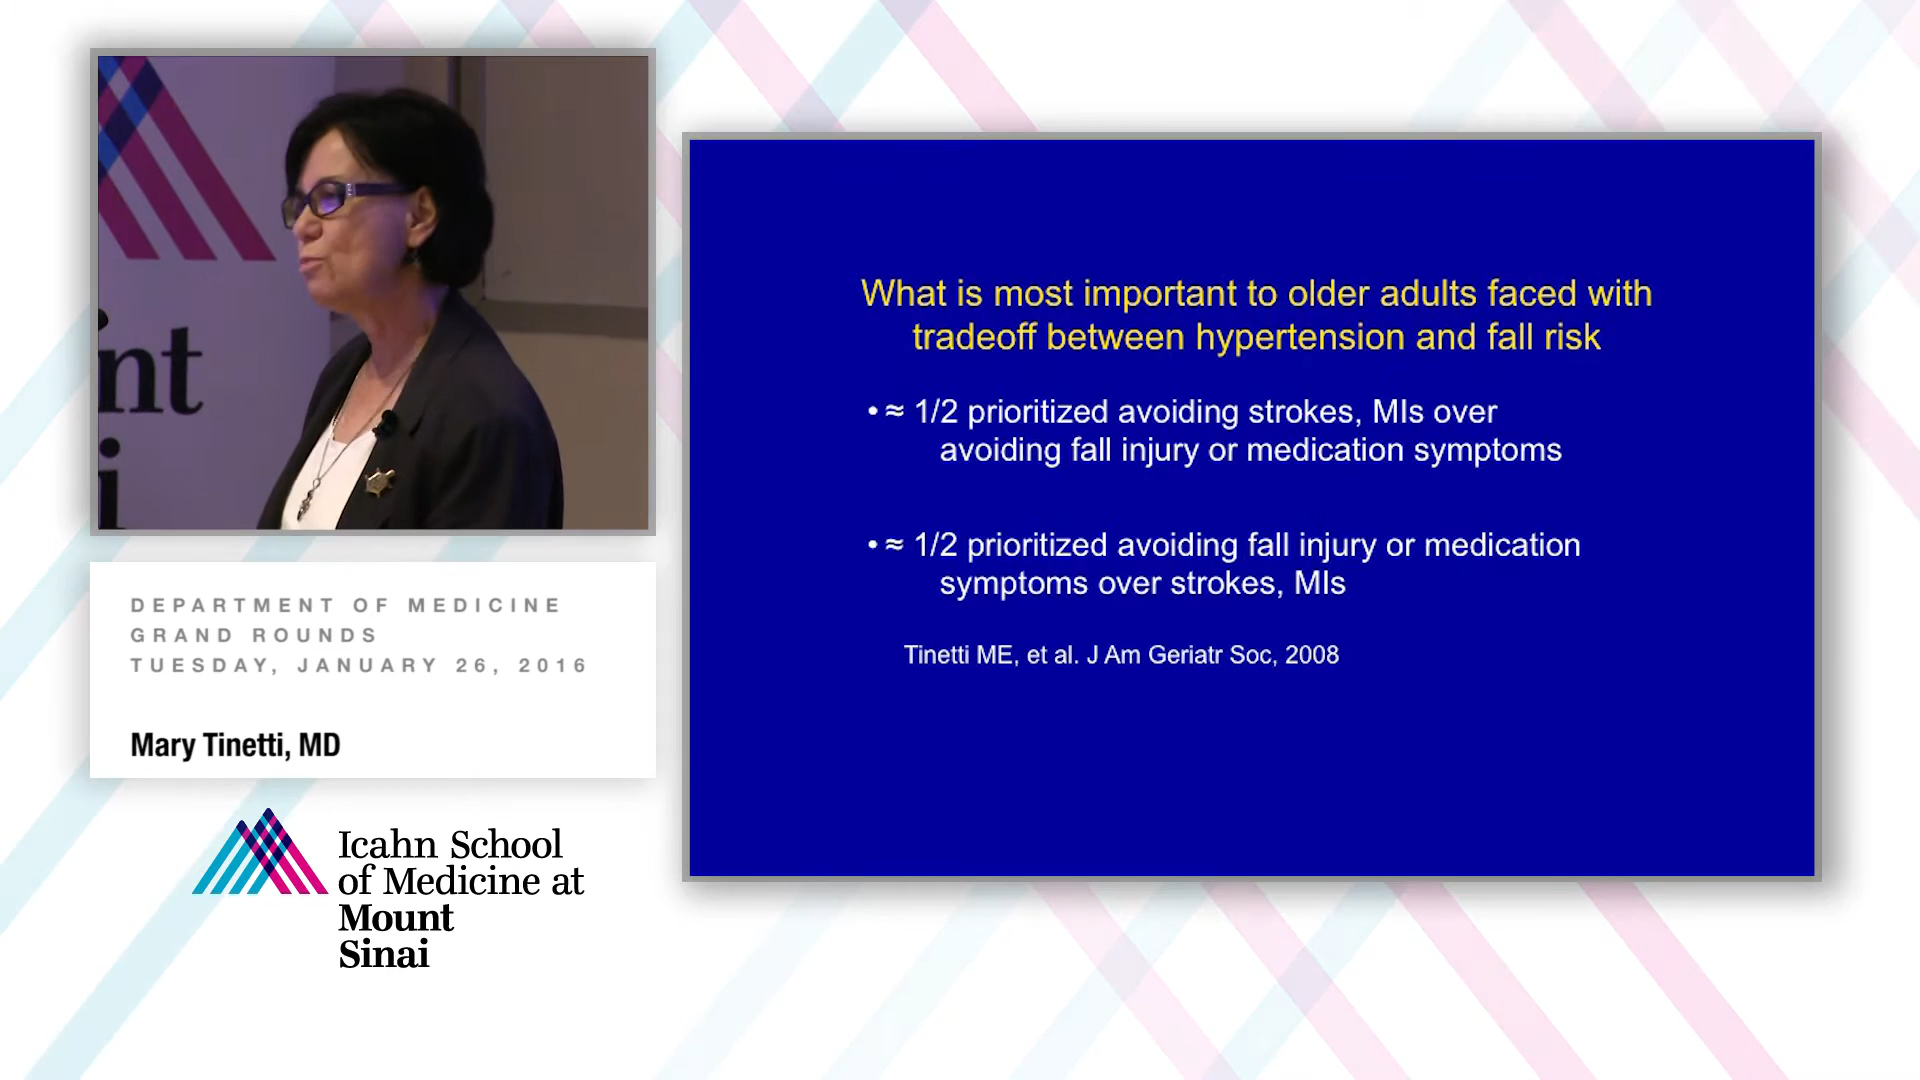 nt
i
DEPARTMENT OF MEDICINE
GRAND ROUNDS
TUESDAY, JANUARY 26, 2016
Mary Tinetti, MD
Icahn School
of Medicine at
Mount
Sinai
What is most important to older adults faced with
tradeoff between hypertension and fall risk
• ≈ 1/2 prioritized avoiding strokes, MIs over
avoiding fall injury or medication symptoms
• ≈ 1/2 prioritized avoiding fall injury or medication
symptoms over strokes, MIs
Tinetti ME, et al. J Am Geriatr Soc, 2008